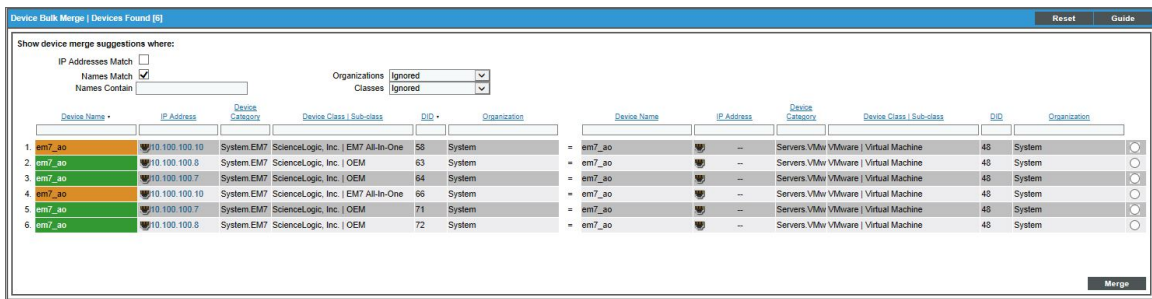 Device Bulk Merge | Devices Found [6] Reset Guide
Show device merge suggestions where:
IP Addresses Match
Names Match Organizations Ignored
Names Contain Classes Ignored
Device Name IP Address Device Category Device Class | Sub-class DID Organization Device Name IP Address Device Category Device Class | Sub-class DID Organization
1. em7_ao 10.100.100.10 System.EM7 ScienceLogic, Inc. | EM7 All-In-One 58 System = em7_ao -- Servers.VMw VMware | Virtual Machine 48 System
2. em7_ao 10.100.100.8 System.EM7 ScienceLogic, Inc. | OEM 63 System = em7_ao -- Servers.VMw VMware | Virtual Machine 48 System
3. em7_ao 10.100.100.7 System.EM7 ScienceLogic, Inc. | OEM 64 System = em7_ao -- Servers.VMw VMware | Virtual Machine 48 System
4. em7_ao 10.100.100.10 System.EM7 ScienceLogic, Inc. | EM7 All-In-One 66 System = em7_ao -- Servers.VMw VMware | Virtual Machine 48 System
5. em7_ao 10.100.100.7 System.EM7 ScienceLogic, Inc. | OEM 71 System = em7_ao -- Servers.VMw VMware | Virtual Machine 48 System
6. em7_ao 10.100.100.8 System.EM7 ScienceLogic, Inc. | OEM 72 System = em7_ao -- Servers.VMw VMware | Virtual Machine 48 System
Merge